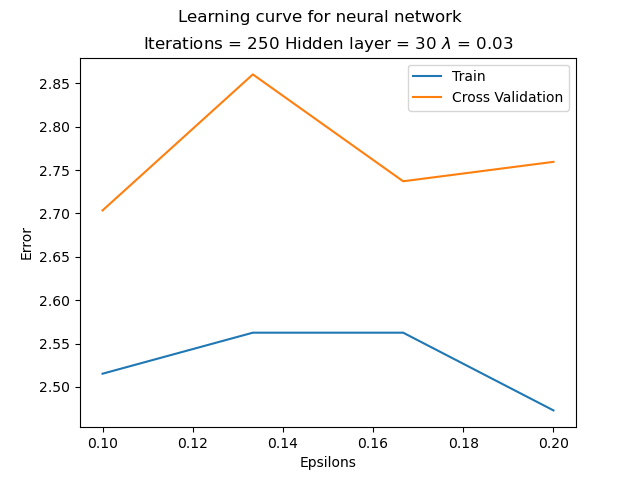 Learning curve for neural network
Iterations = 250 Hidden layer = 30 λ = 0.03
Train
Cross Validation
2.85
2.80
2.75
2.70
2.65
2.60
2.55
2.50
Error
0.10 0.12 0.14 0.16 0.18 0.20
Epsilons